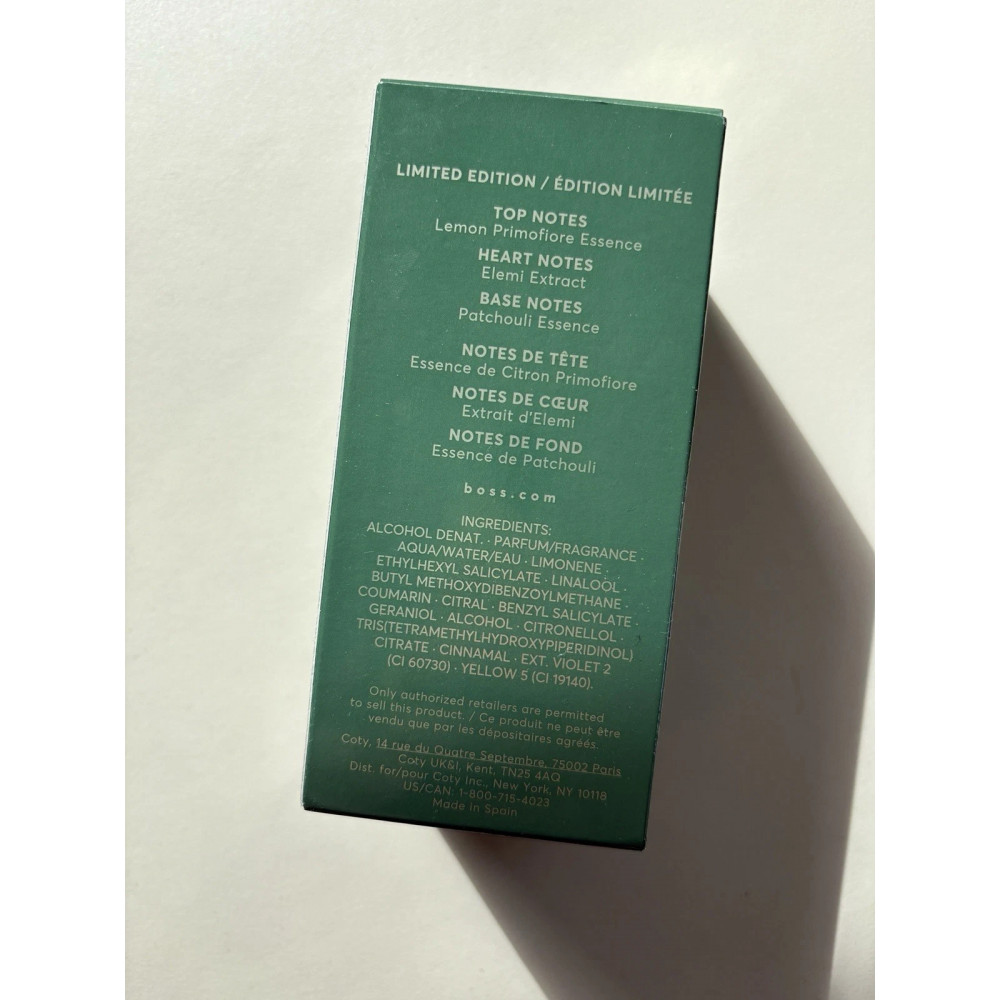 LIMITED EDITION / ÉDITION LIMITÉE
TOP NOTES
Lemon Primofiore Essence
HEART NOTES
Elemi Extract
BASE NOTES
Patchouli Essence
NOTES DE TÊTE
Essence de Citron Primofiore
NOTES DE CŒUR
Extrait d'Elemi
NOTES DE FOND
Essence de Patchouli
boss.com
INGREDIENTS:
ALCOHOL DENAT. · PARFUM/FRAGRANCE ·
AQUA/WATER/EAU · LIMONENE ·
ETHYLHEXYL SALICYLATE · LINALOOL ·
BUTYL METHOXYDIBENZOYLMETHANE ·
COUMARIN · CITRAL · BENZYL SALICYLATE ·
GERANIOL · ALCOHOL · CITRONELLOL ·
TRIS(TETRAMETHYLHYDROXYPIPERIDINOL)
CITRATE · CINNAMAL · EXT. VIOLET 2
(CI 60730) · YELLOW 5 (CI 19140).
Only authorized retailers are permitted
to sell this product. / Ce produit ne peut être
vendu que par les dépositaires agréés.
Coty, 14 rue du Quatre Septembre, 75002 Paris
Coty UK&I, Kent, TN25 4AQ
Dist. for/pour Coty Inc., New York, NY 10118
US/CAN: 1-800-715-4023
Made in Spain